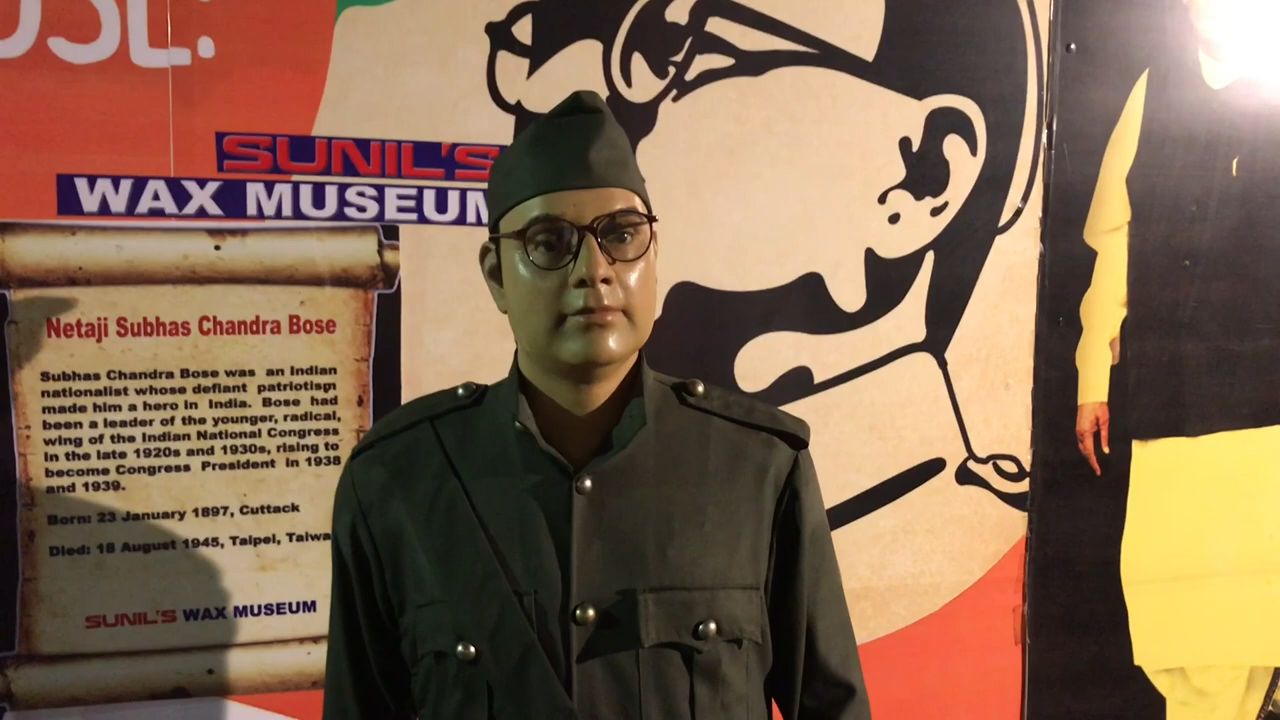 SUNIL'S
WAX MUSEUM
Netaji Subhas Chandra Bose
Subhas Chandra Bose was an Indian
nationalist whose defiant patriotism
made him a hero in India. Bose had
been a leader of the younger, radical,
wing of the Indian National Congress
in the late 1920s and 1930s, rising to
become Congress President in 1938
and 1939.
Born: 23 January 1897, Cuttack
Died: 18 August 1945, Taipei, Taiwa
SUNIL'S WAX MUSEUM